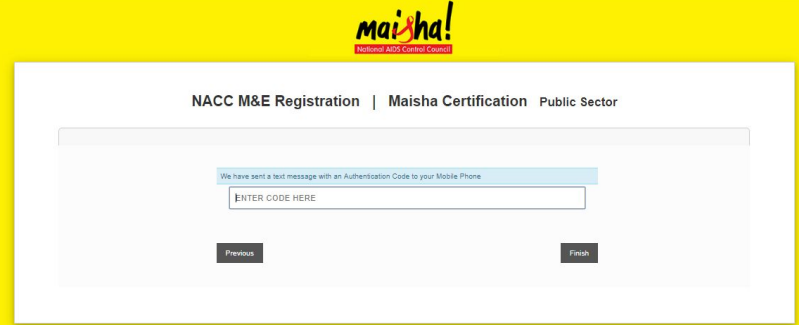 maisha!
National AIDS Control Council
NACC M&E Registration | Maisha Certification Public Sector
We have sent a text message with an Authentication Code to your Mobile Phone
ENTER CODE HERE
Previous Finish